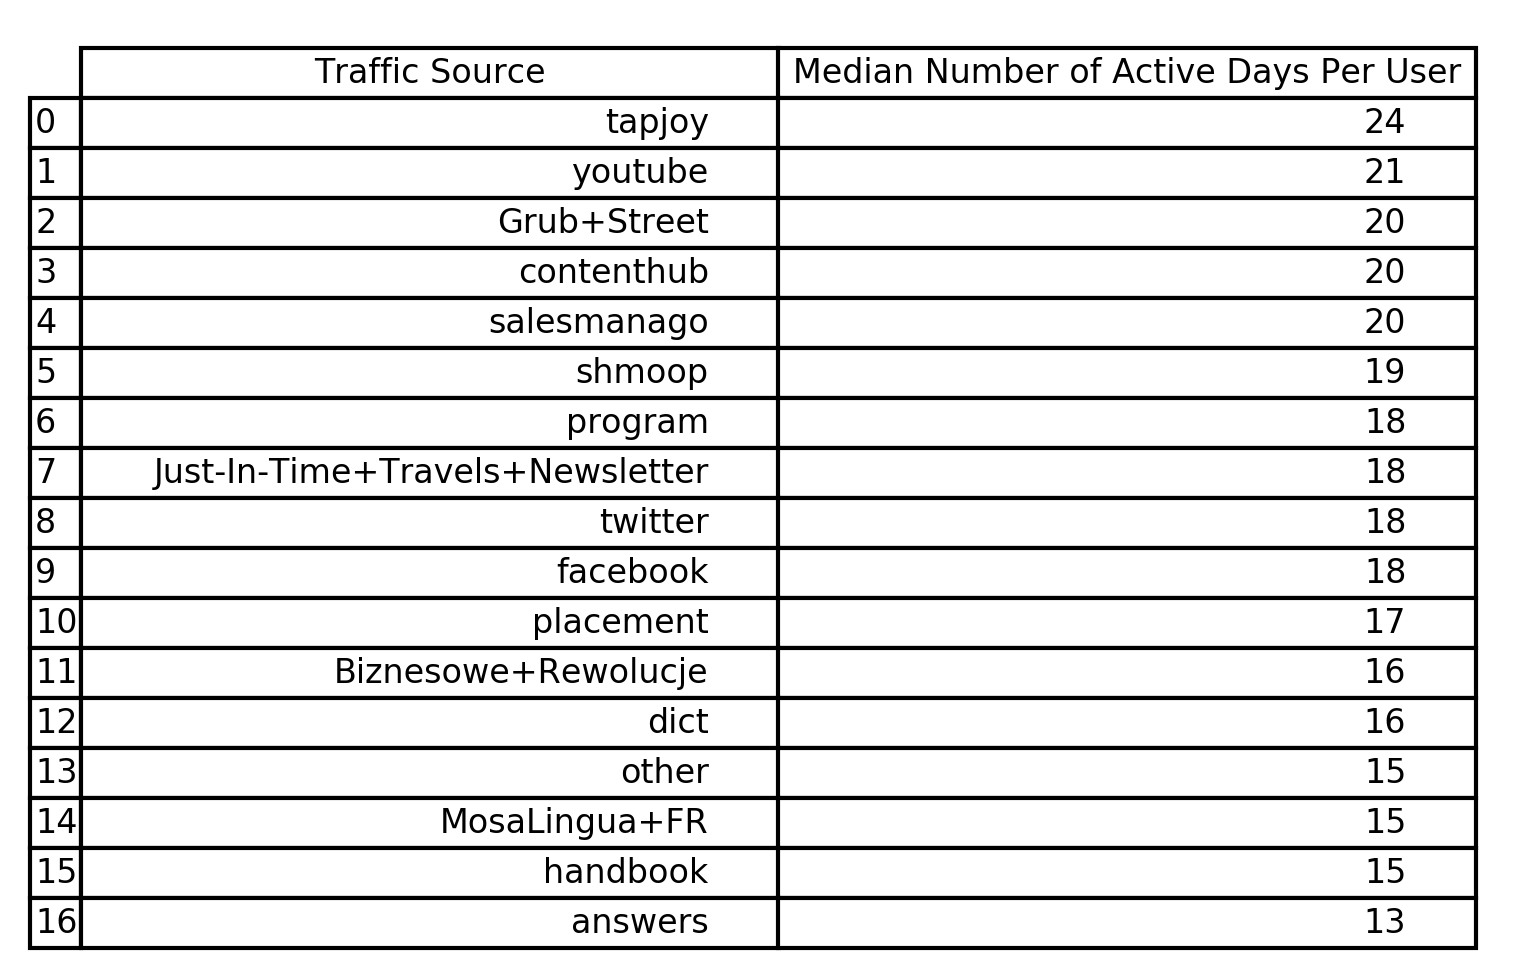 Traffic Source Median Number of Active Days Per User
0 tapjoy 24
1 youtube 21
2 Grub+Street 20
3 contenthub 20
4 salesmanago 20
5 shmoop 19
6 program 18
7 Just-In-Time+Travels+Newsletter 18
8 twitter 18
9 facebook 18
10 placement 17
11 Biznesowe+Rewolucje 16
12 dict 16
13 other 15
14 MosaLingua+FR 15
15 handbook 15
16 answers 13